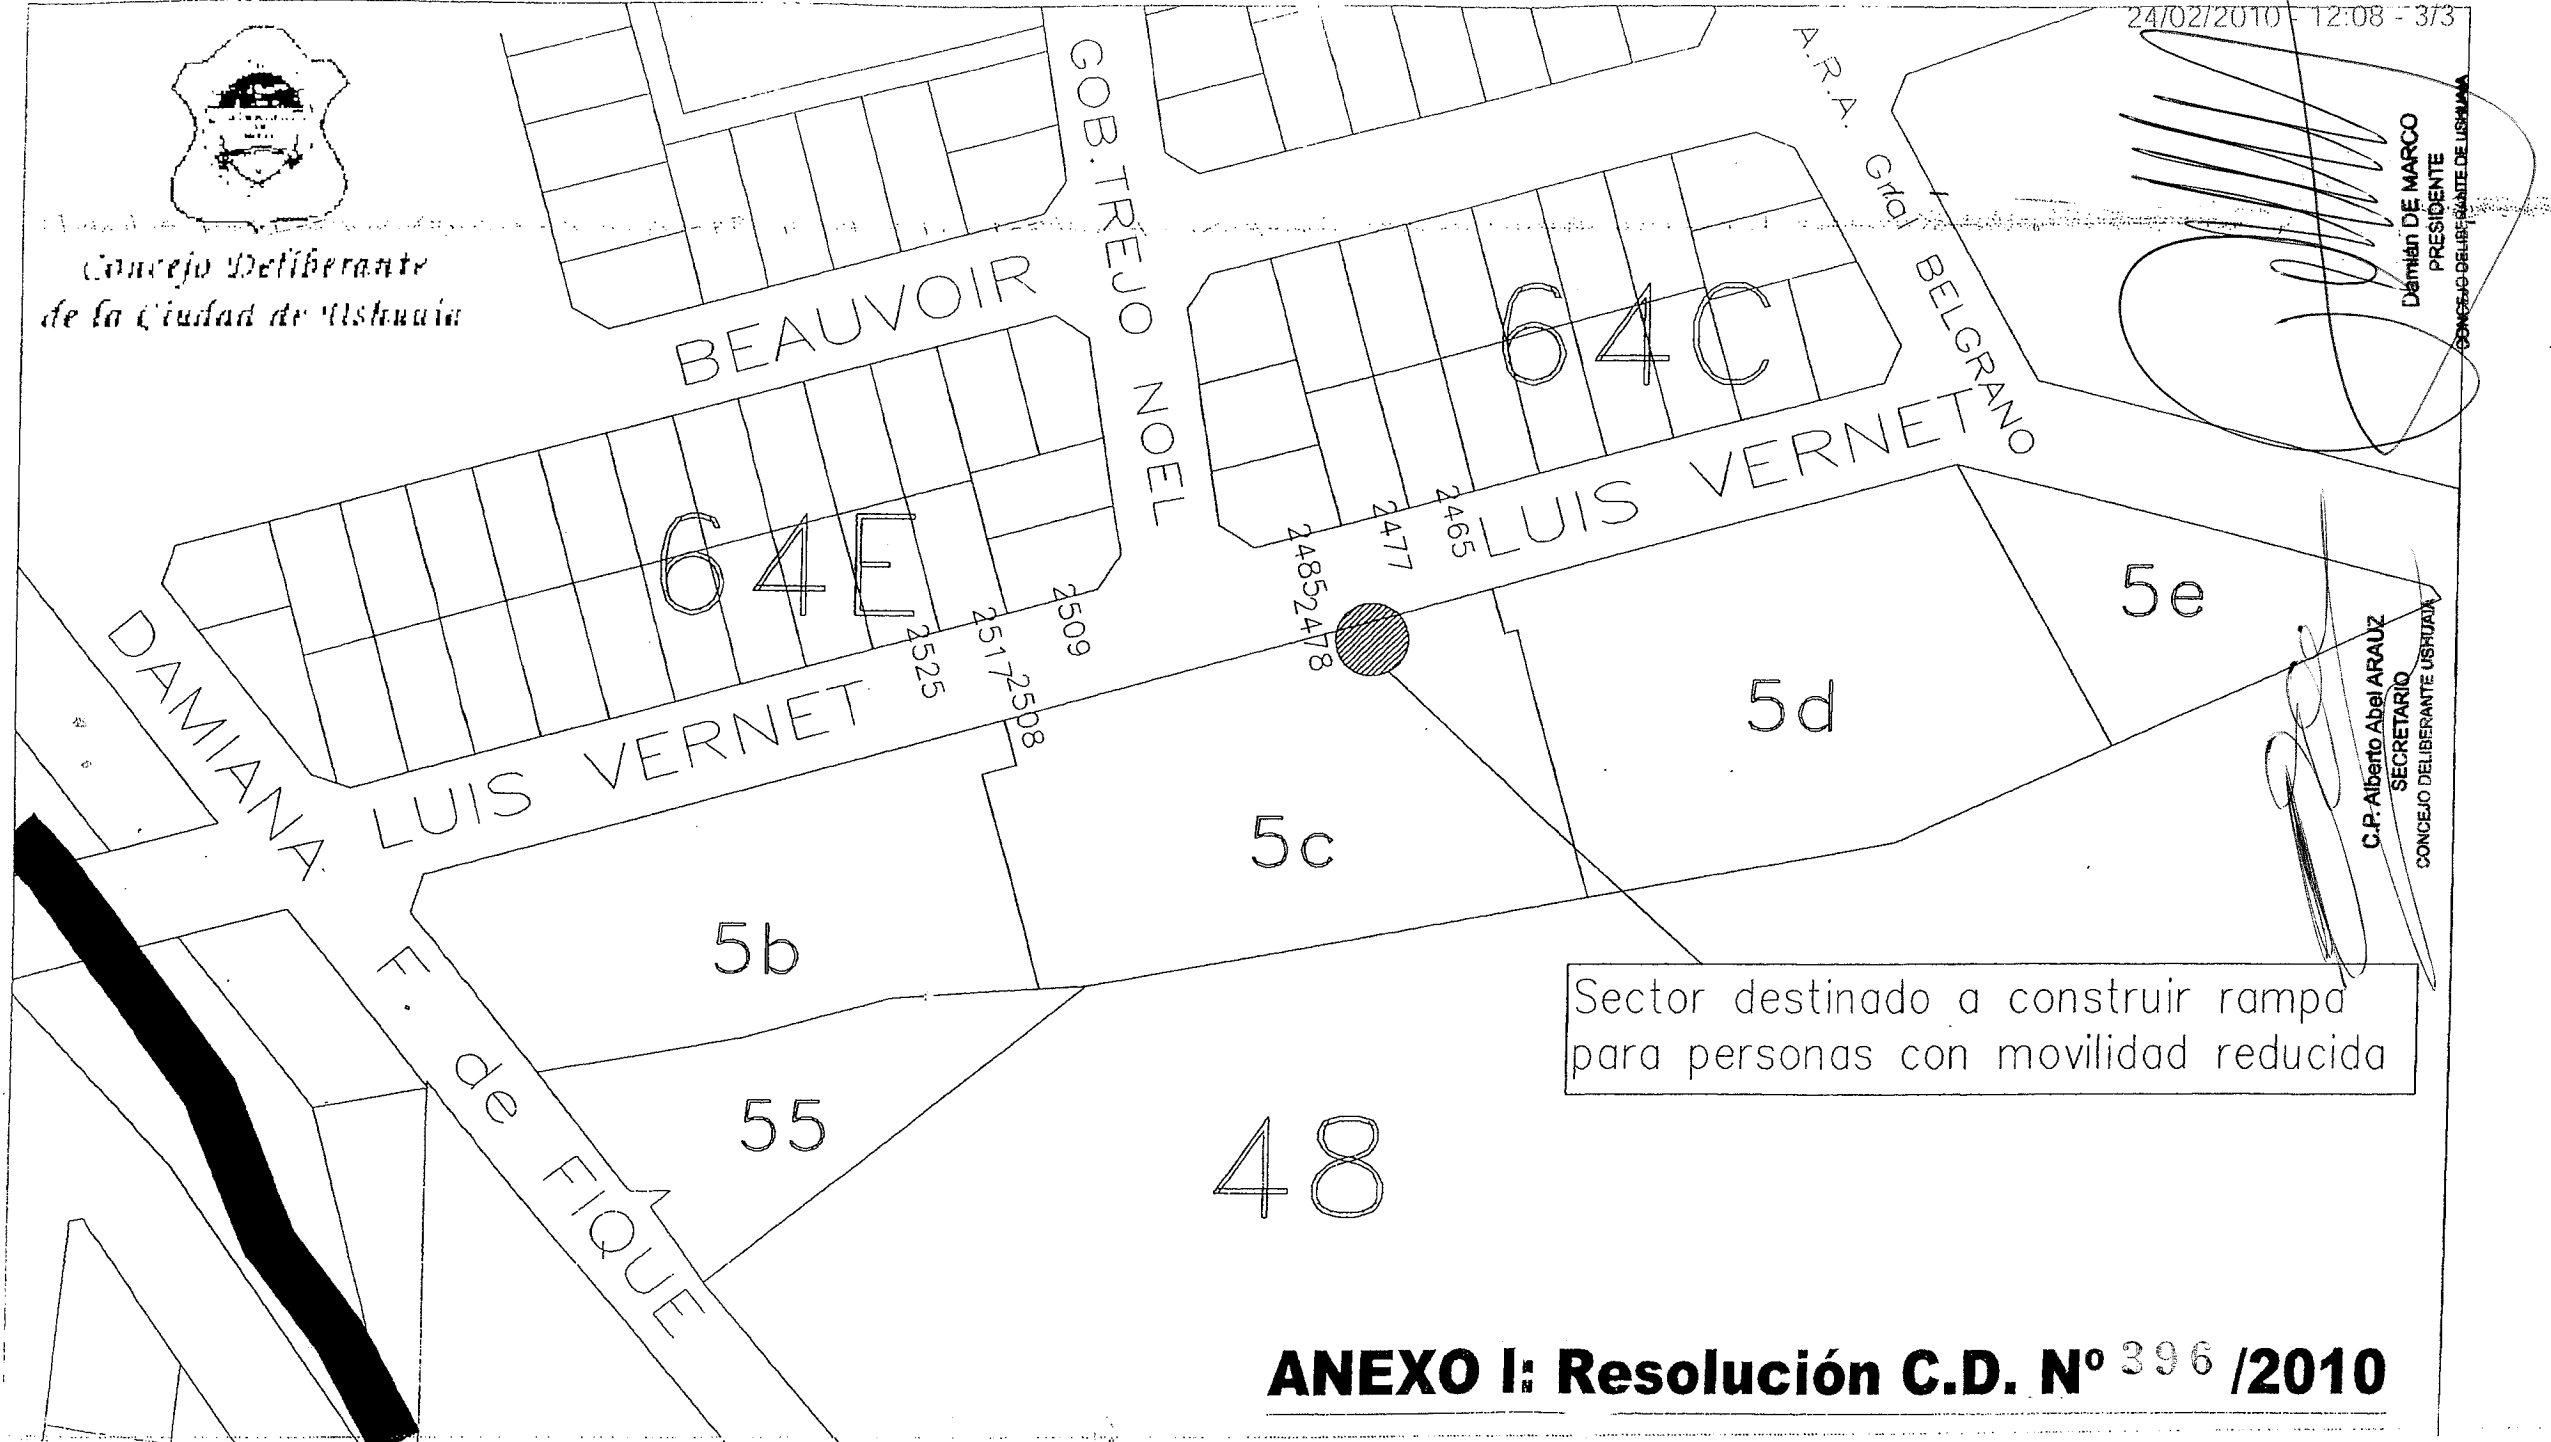 24/02/2010 - 12:08 - 3/3
Concejo Deliberante
de la Ciudad de Ushuaia
GOB. TREJO NOEL
A.R.A. Gral BELGRANO
BEAUVOIR
64C
64E
LUIS VERNET
2485
2477
2465
2478
2525
2517
2509
2508
LUIS VERNET
DAMIANA F. de FIQUE
5e
5d
5c
5b
55
48
Sector destinado a construir rampa
para personas con movilidad reducida
Damián DE MARCO
PRESIDENTE
CONCEJO DELIBERANTE DE USHUAIA
C.P. Alberto Abel ARAUZ
SECRETARIO
CONCEJO DELIBERANTE USHUAIA
ANEXO I: Resolución C.D. Nº 396 /2010